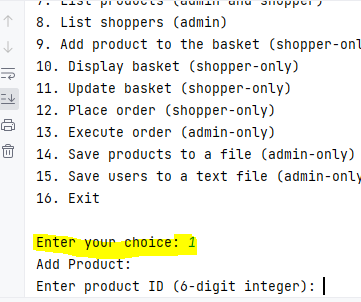 7. List products (admin and shopper)
8. List shoppers (admin)
9. Add product to the basket (shopper-onl
10. Display basket (shopper-only)
11. Update basket (shopper-only)
12. Place order (shopper-only)
13. Execute order (admin-only)
14. Save products to a file (admin-only)
15. Save users to a text file (admin-only
16. Exit
Enter your choice: 1
Add Product:
Enter product ID (6-digit integer):